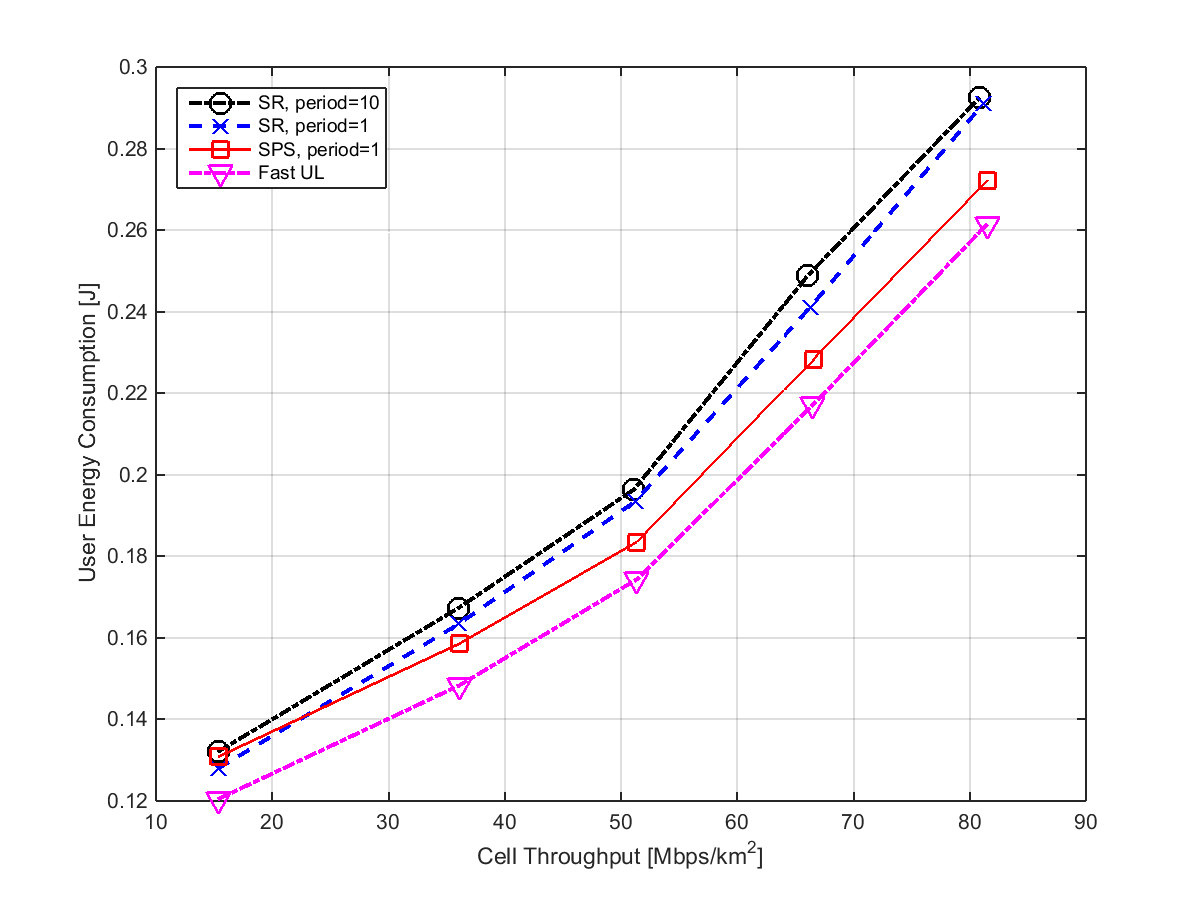 0.3
0.28
0.26
0.24
0.22
0.2
0.18
0.16
0.14
0.12
User Energy Consumption [J]
SR, period=10
SR, period=1
SPS, period=1
Fast UL
10 20 30 40 50 60 70 80 90
Cell Throughput [Mbps/km²]